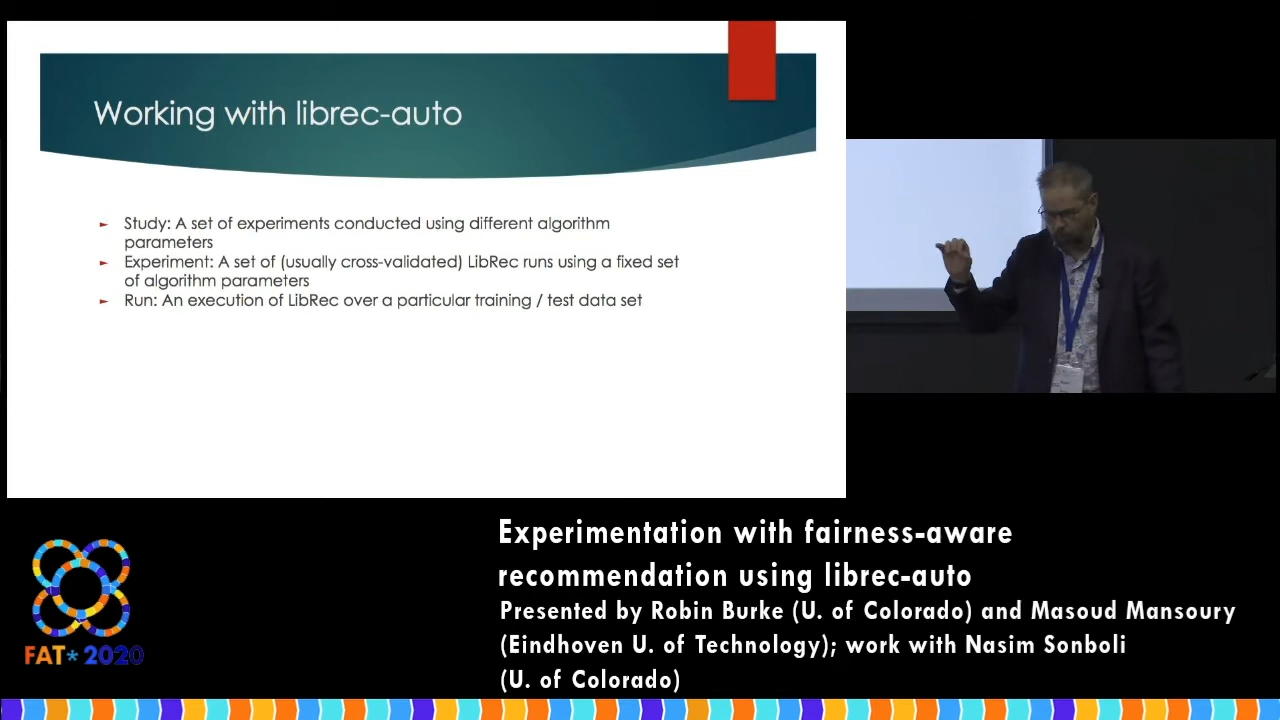 Working with librec-auto
► Study: A set of experiments conducted using different algorithm
parameters
► Experiment: A set of (usually cross-validated) LibRec runs using a fixed set
of algorithm parameters
► Run: An execution of LibRec over a particular training / test data set
Experimentation with fairness-aware
recommendation using librec-auto
Presented by Robin Burke (U. of Colorado) and Masoud Mansoury
(Eindhoven U. of Technology); work with Nasim Sonboli
(U. of Colorado)
FAT* 2020